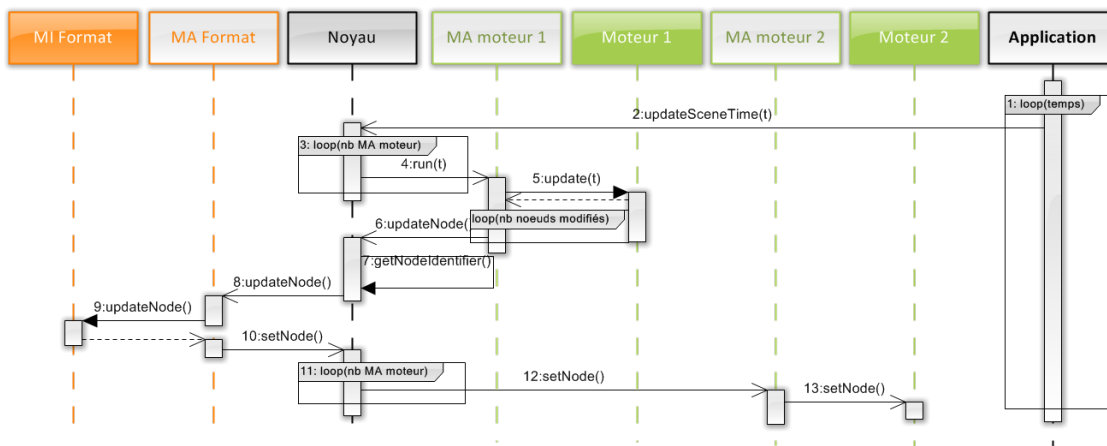 MI Format
MA Format
Noyau
MA moteur 1
Moteur 1
MA moteur 2
Moteur 2
Application
1: loop(temps)
2:updateSceneTime(t)
3: loop(nb MA moteur)
4:run(t)
5:update(t)
loop(nb noeuds modifiés)
6:updateNode()
7:getNodeIdentifier()
8:updateNode()
9:updateNode()
10:setNode()
11: loop(nb MA moteur)
12:setNode()
13:setNode()